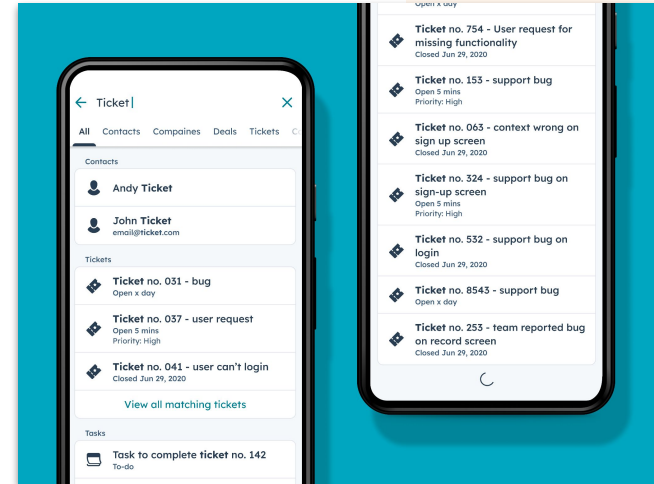 Ticket
All Contacts Compaines Deals Tickets
Contacts
Andy Ticket
John Ticket
email@ticket.com
Tickets
Ticket no. 031 - bug
Open x day
Ticket no. 037 - user request
Open 5 mins
Priority: High
Ticket no. 041 - user can't login
Closed Jun 29, 2020
View all matching tickets
Tasks
Task to complete ticket no. 142
To-do
Open x day
Ticket no. 754 - User request for
missing functionality
Closed Jun 29, 2020
Ticket no. 153 - support bug
Open 5 mins
Priority: High
Ticket no. 063 - context wrong on
sign up screen
Closed Jun 29, 2020
Ticket no. 324 - support bug on
sign-up screen
Open 5 mins
Priority: High
Ticket no. 532 - support bug on
login
Closed Jun 29, 2020
Ticket no. 8543 - support bug
Open x day
Ticket no. 253 - team reported bug
on record screen
Closed Jun 29, 2020